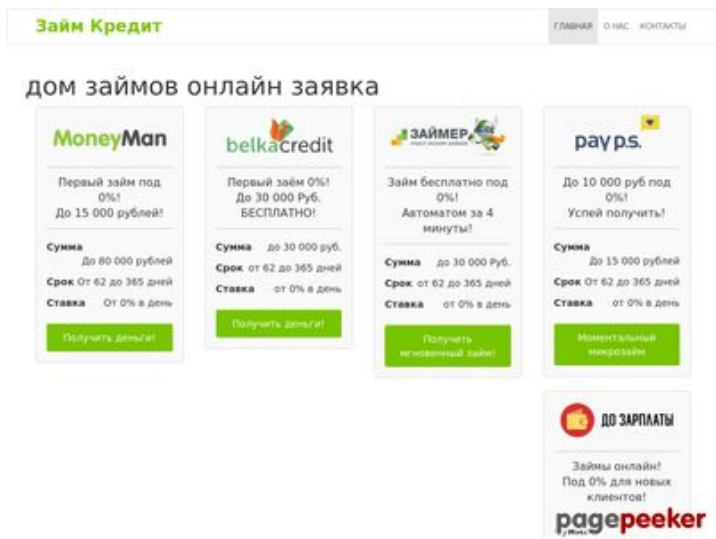 Займ Кредит
ГЛАВНАЯ О НАС. КОНТАКТЫ
дом займов онлайн заявка
MoneyMan
Первый займ под
0%!
До 15 000 рублей!
Сумма
До 80 000 рублей
Срок От 62 до 365 дней
Ставка От 0% в день
Получить деньги!
belkacredit
Первый заём 0%!
До 30 000 Руб.
БЕСПЛАТНО!
Сумма до 30 000 руб.
Срок от 62 до 365 дней
Ставка от 0% в день
Получить деньги!
ЗАЙМЕР
Займ бесплатно под
0%!
Автоматом за 4
минуты!
Сумма до 30 000 Руб.
Срок от 62 до 365 дней
Ставка от 0% в день
Получить
мгновенный займ!
pay p.s.
До 10 000 руб под
0%!
Успей получить!
Сумма
До 15 000 рублей
Срок От 62 до 365 дней
Ставка от 0% в день
Моментальный
микрозайм
ДО ЗАРПЛАТЫ
Займы онлайн!
Под 0% для новых
клиентов!
pagepeeker